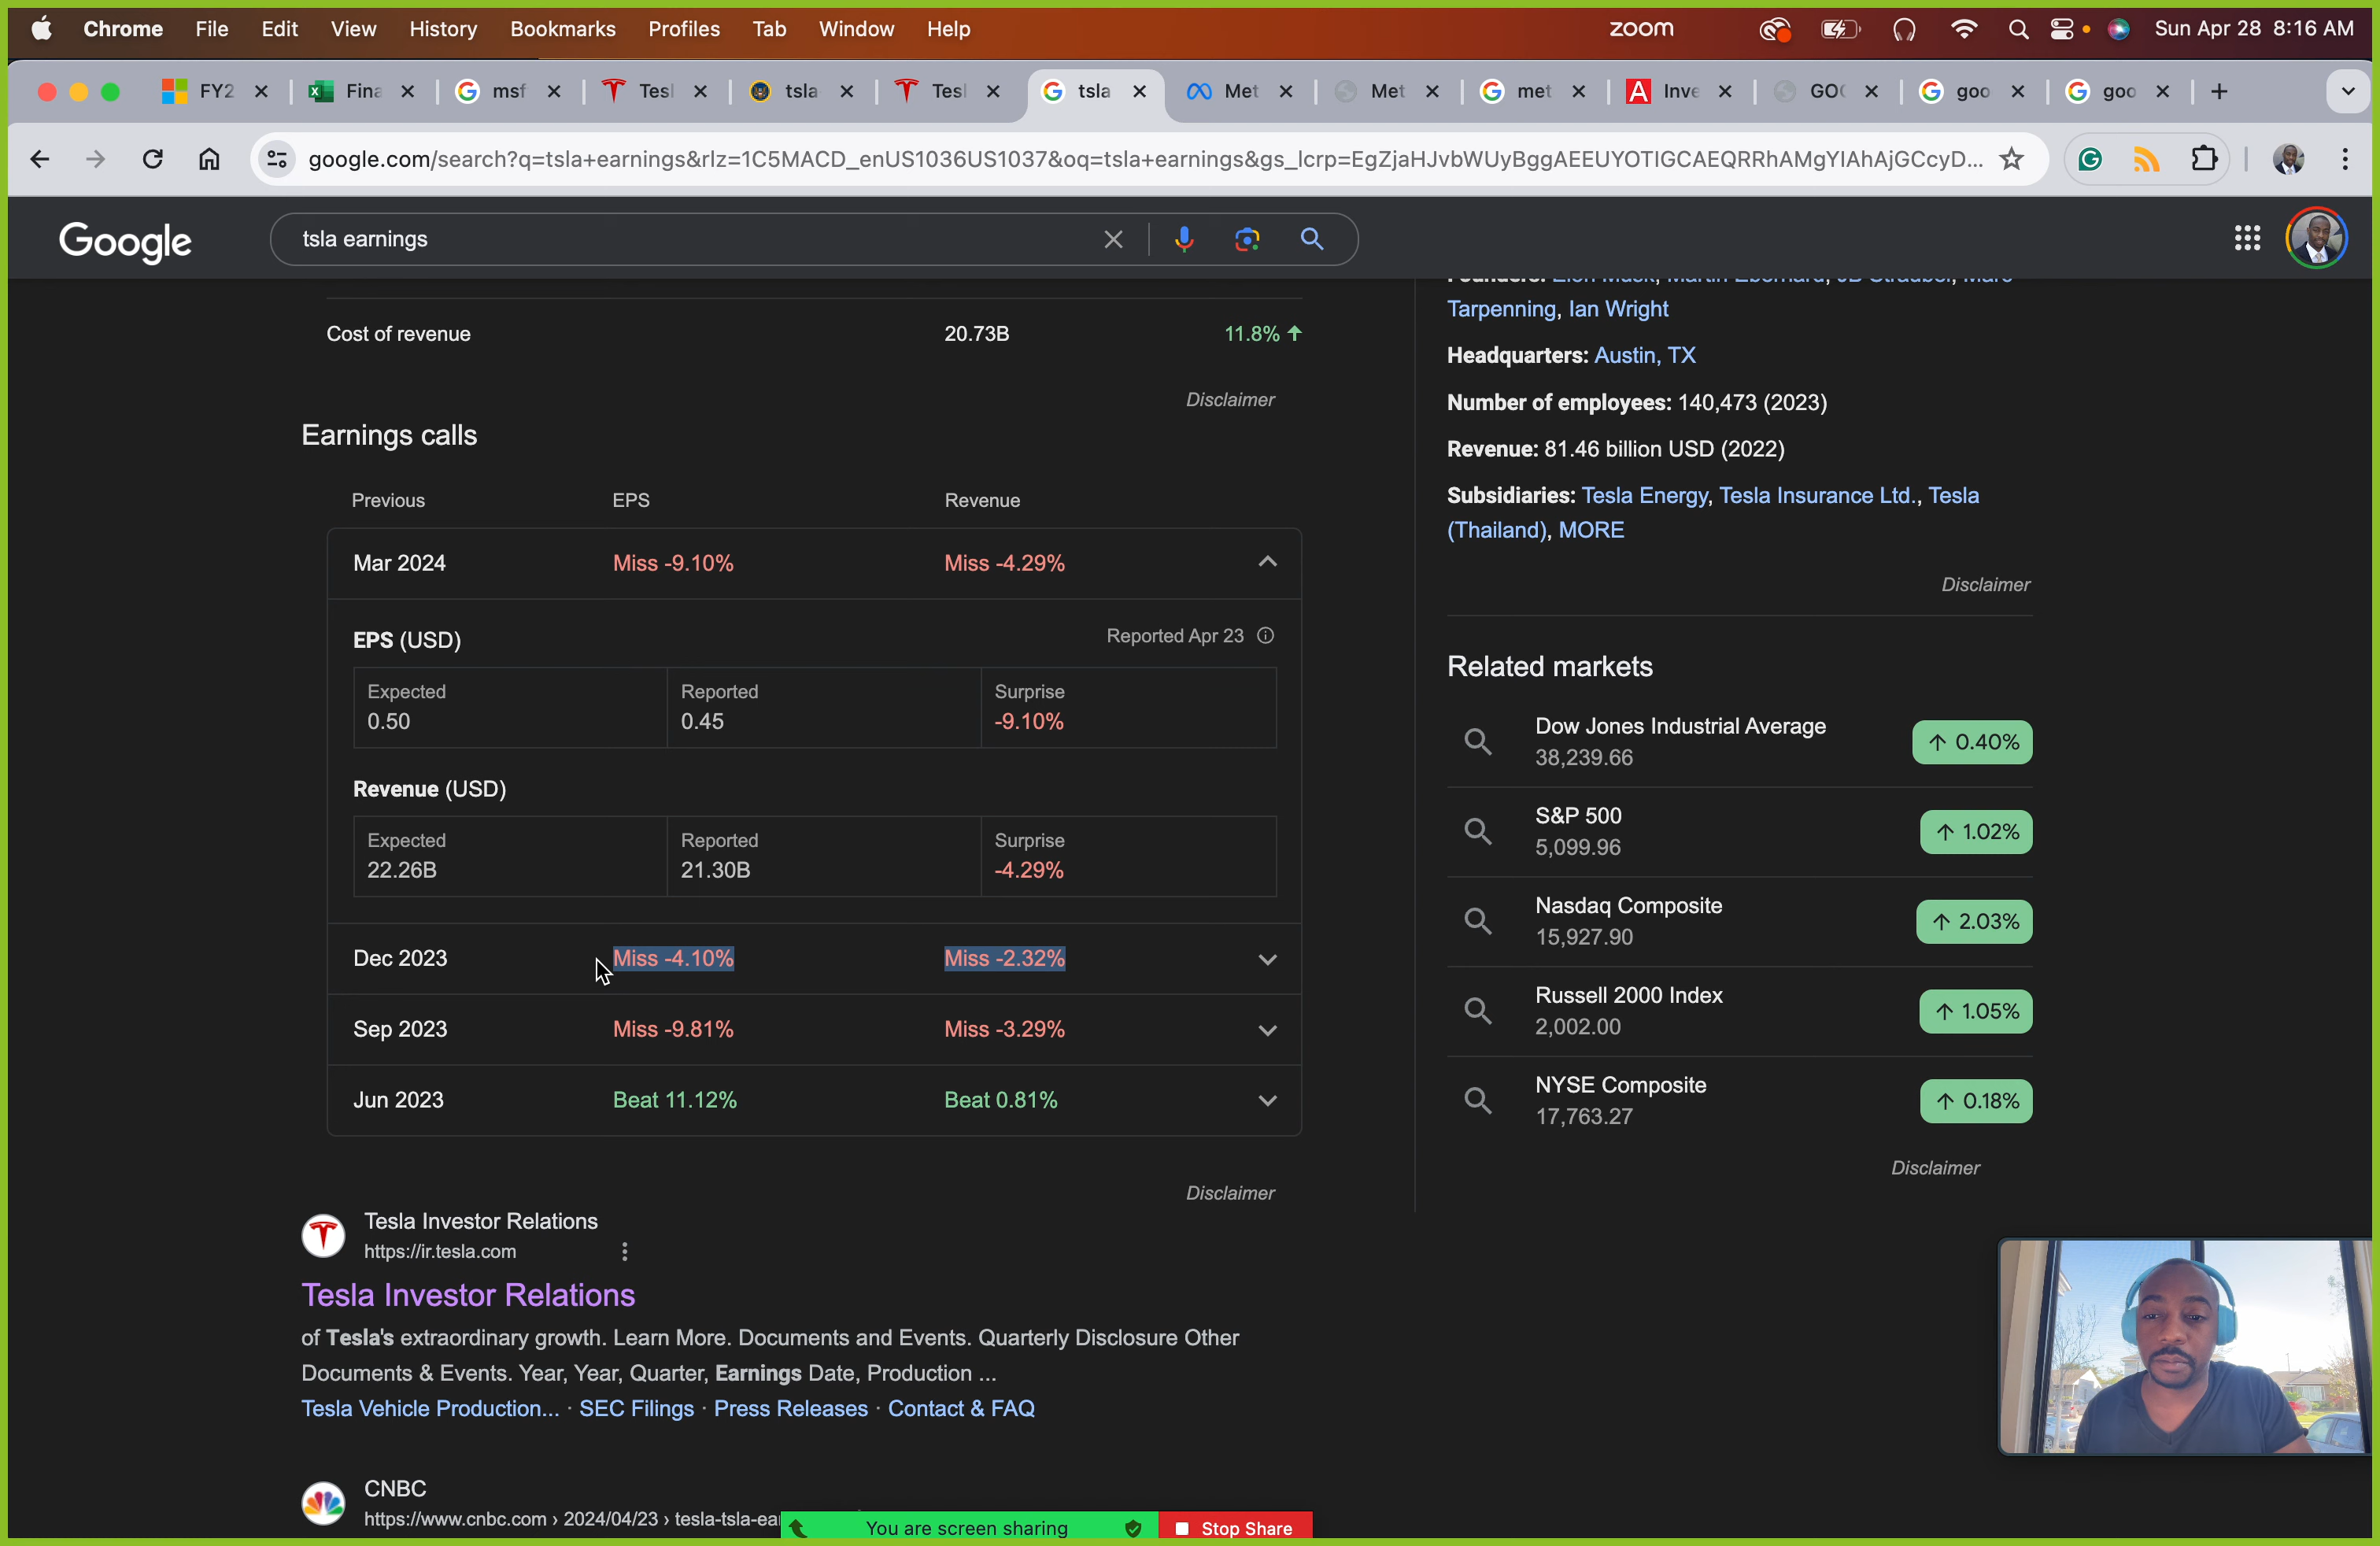 Chrome File Edit View History Bookmarks Profiles Tab Window Help zoom Sun Apr 28 8:16 AM
FY2 Fina msf Tesl tsla Tesl tsla Met Met met A Inve GOO goo goo
google.com/search?q=tsla+earnings&rlz=1C5MACD_enUS1036US1037&oq=tsla+earnings&gs_lcrp=EgZjaHJvbWUyBggAEEUYOTIGCAEQRRhAMgYIAhAjGCcyD...
Google tsla earnings
Founders: Elon Musk, Martin Eberhard, JB Straubel, Marc
Tarpenning, Ian Wright
Cost of revenue 20.73B 11.8%
Headquarters: Austin, TX
Disclaimer
Number of employees: 140,473 (2023)
Earnings calls
Revenue: 81.46 billion USD (2022)
Previous EPS Revenue
Subsidiaries: Tesla Energy, Tesla Insurance Ltd., Tesla
(Thailand), MORE
Mar 2024 Miss -9.10% Miss -4.29%
Disclaimer
EPS (USD) Reported Apr 23
Expected Reported Surprise
0.50 0.45 -9.10%
Revenue (USD)
Expected Reported Surprise
22.26B 21.30B -4.29%
Dec 2023 Miss -4.10% Miss -2.32%
Sep 2023 Miss -9.81% Miss -3.29%
Jun 2023 Beat 11.12% Beat 0.81%
Disclaimer
Related markets
Dow Jones Industrial Average
38,239.66 0.40%
S&P 500
5,099.96 1.02%
Nasdaq Composite
15,927.90 2.03%
Russell 2000 Index
2,002.00 1.05%
NYSE Composite
17,763.27 0.18%
Disclaimer
Tesla Investor Relations
https://ir.tesla.com
Tesla Investor Relations
of Tesla's extraordinary growth. Learn More. Documents and Events. Quarterly Disclosure Other
Documents & Events. Year, Year, Quarter, Earnings Date, Production ...
Tesla Vehicle Production... · SEC Filings · Press Releases · Contact & FAQ
CNBC
https://www.cnbc.com › 2024/04/23 › tesla-tsla-ear
You are screen sharing Stop Share